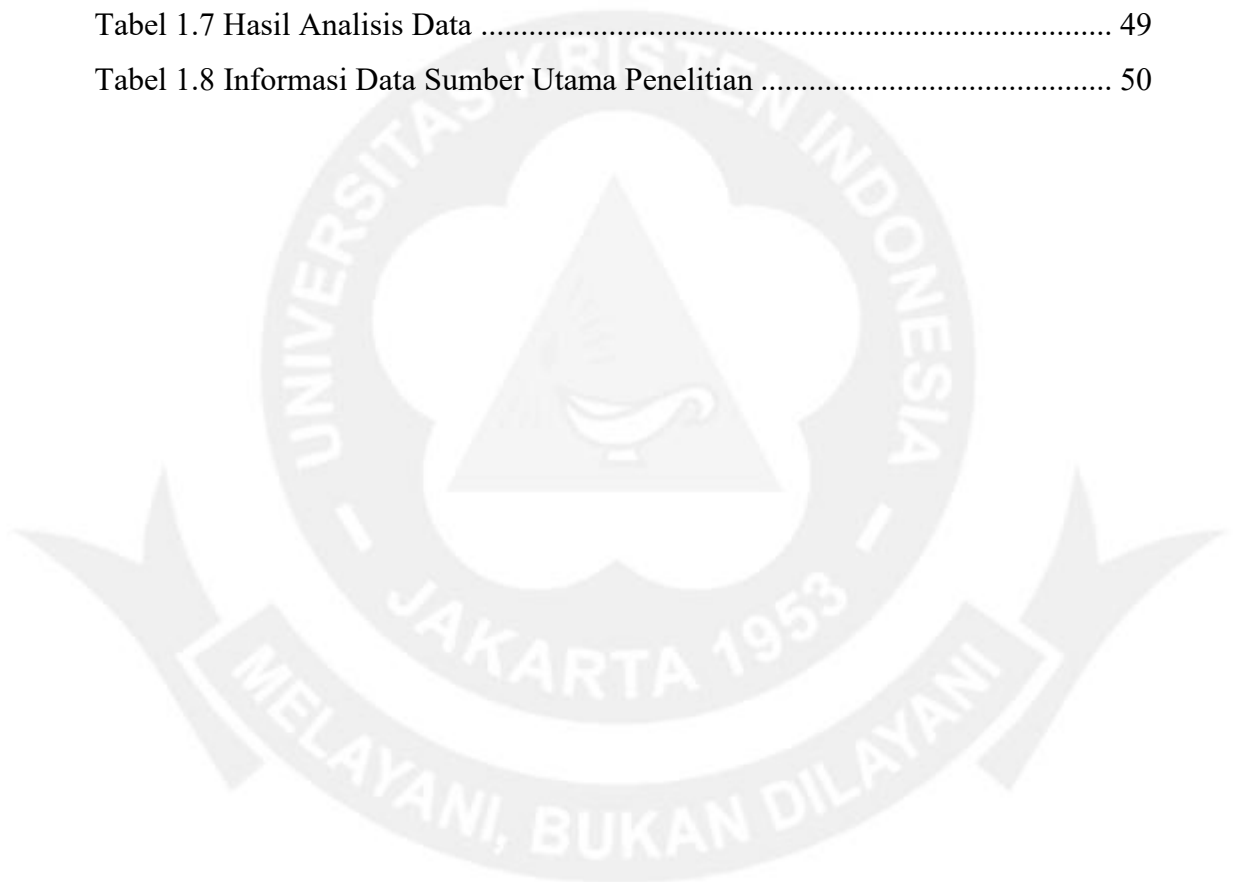 Tabel 1.7 Hasil Analisis Data ............................................................................... 49
Tabel 1.8 Informasi Data Sumber Utama Penelitian ............................................ 50
UNIVERSITAS KRISTEN INDONESIA
JAKARTA 1953
MELAYANI, BUKAN DILAYANI